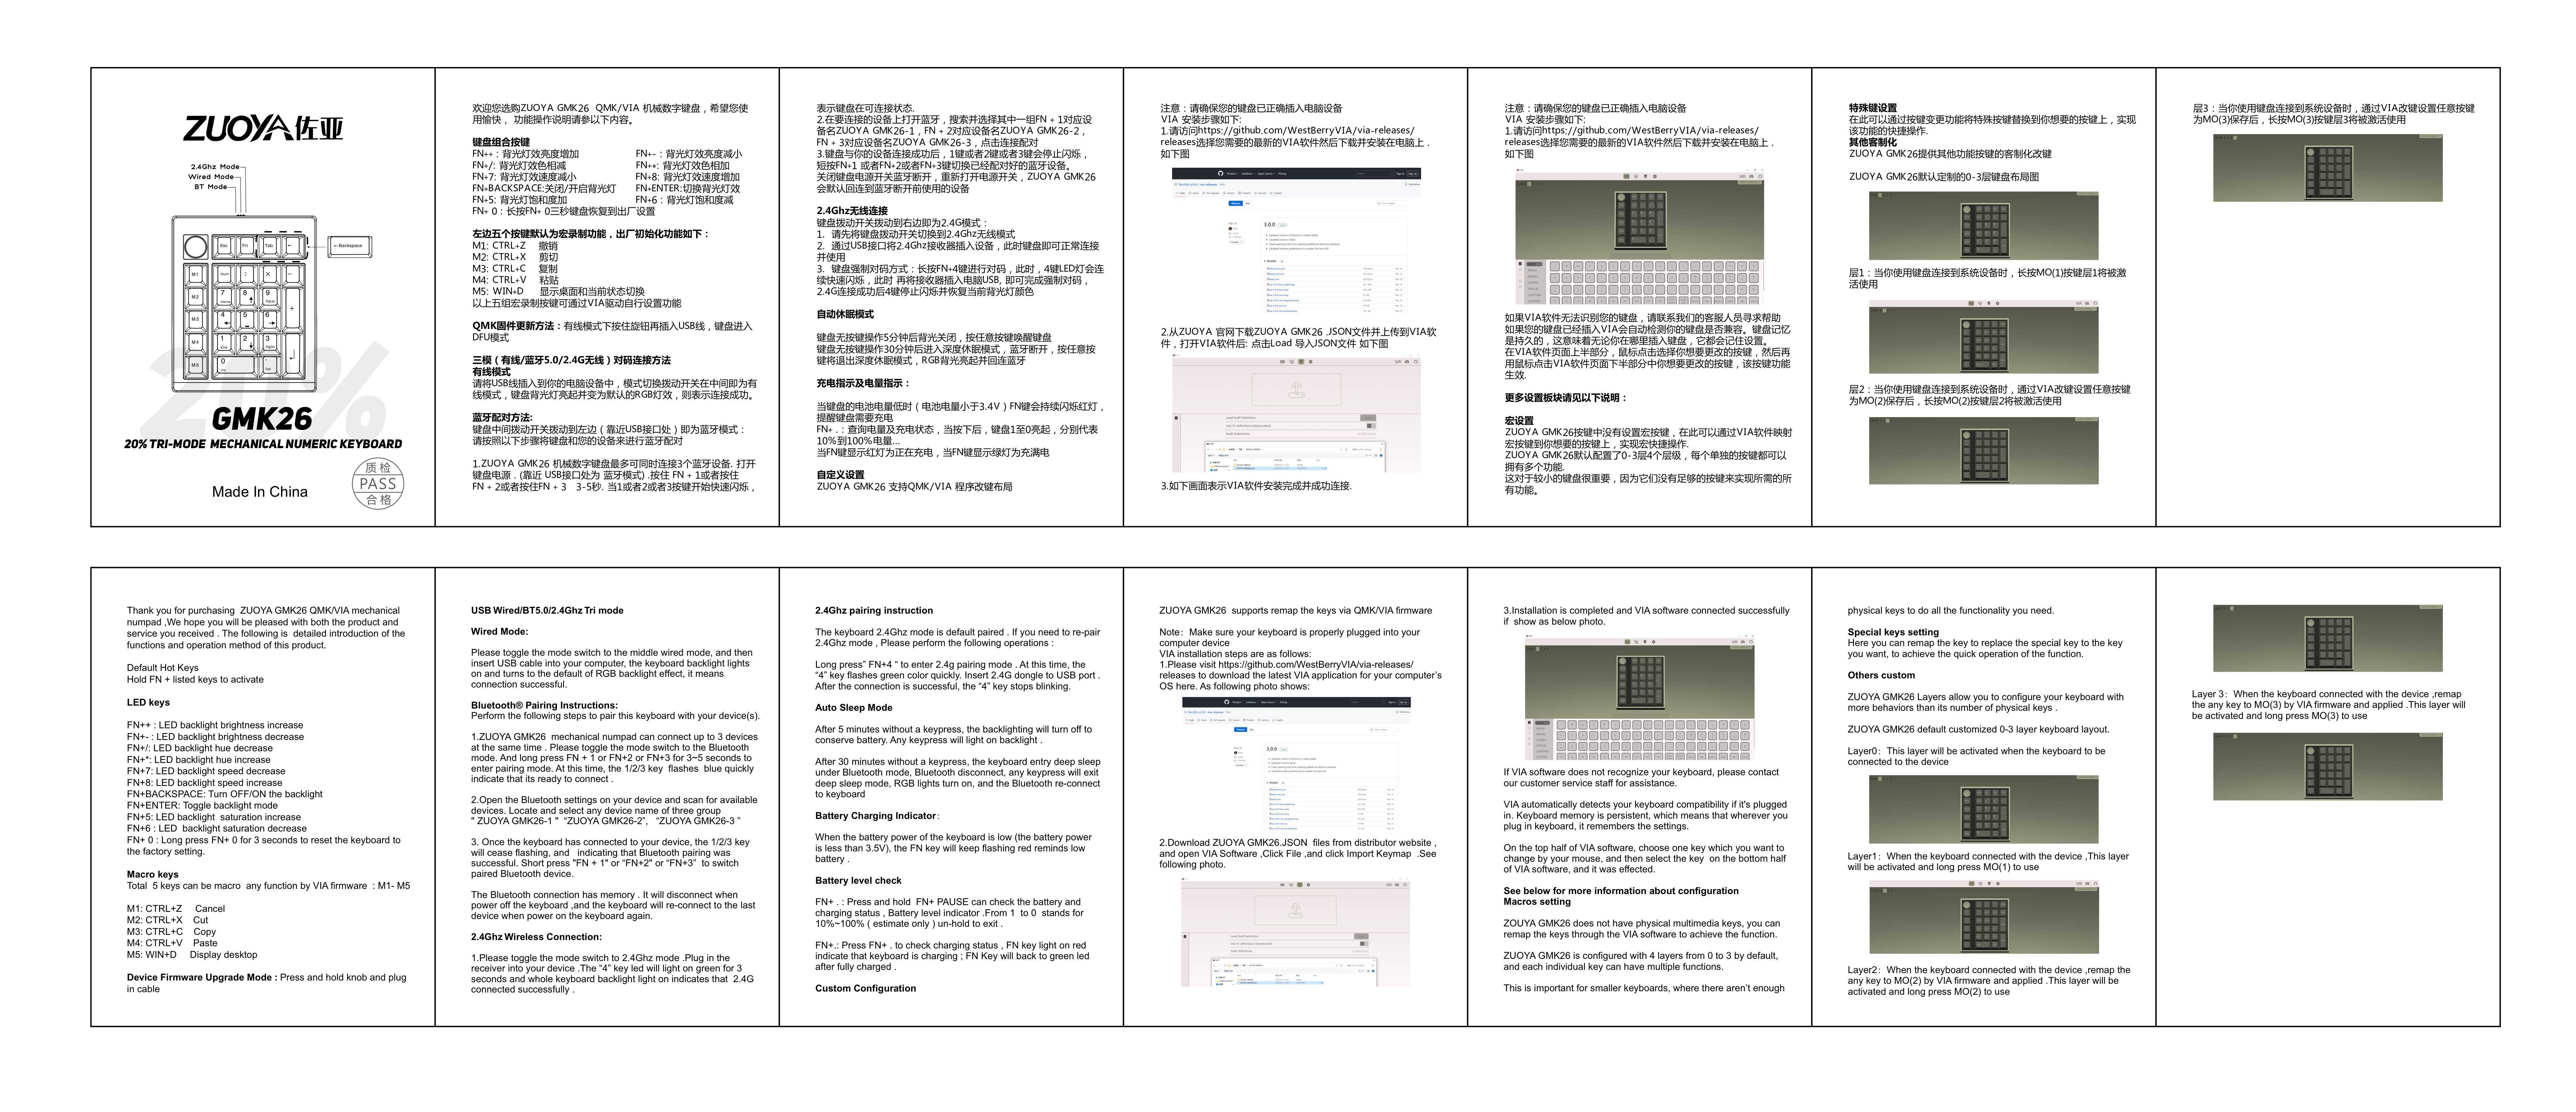 ZUOYA佐亚
2.4Ghz Mode
Wired Mode
BT Mode
Esc Fn Tab ←
←Backspace
M1 Num ÷ × −
M2 7 Home 8 9 PgUp +
M3 4 5 6
M4 1 End 2 3 PgDn
M5 0 Ins . Del
20%
GMK26
20% TRI-MODE MECHANICAL NUMERIC KEYBOARD
Made In China
质检
PASS
合格
欢迎您选购ZUOYA GMK26 QMK/VIA 机械数字键盘，希望您使
用愉快， 功能操作说明请参以下内容。
键盘组合按键
FN++：背光灯效亮度增加 FN+-：背光灯效亮度减小
FN+/: 背光灯效色相减 FN+*: 背光灯效色相加
FN+7: 背光灯效速度减小 FN+8: 背光灯效速度增加
FN+BACKSPACE:关闭/开启背光灯 FN+ENTER:切换背光灯效
FN+5: 背光灯饱和度加 FN+6：背光灯饱和度减
FN+ 0：长按FN+ 0三秒键盘恢复到出厂设置
左边五个按键默认为宏录制功能，出厂初始化功能如下：
M1: CTRL+Z 撤销
M2: CTRL+X 剪切
M3: CTRL+C 复制
M4: CTRL+V 粘贴
M5: WIN+D 显示桌面和当前状态切换
以上五组宏录制按键可通过VIA驱动自行设置功能
QMK固件更新方法：有线模式下按住旋钮再插入USB线，键盘进入
DFU模式
三模（有线/蓝牙5.0/2.4G无线）对码连接方法
有线模式
请将USB线插入到你的电脑设备中，模式切换拨动开关在中间即为有
线模式，键盘背光灯亮起并变为默认的RGB灯效，则表示连接成功。
蓝牙配对方法:
键盘中间拨动开关拨动到左边（靠近USB接口处）即为蓝牙模式：
请按照以下步骤将键盘和您的设备来进行蓝牙配对
1.ZUOYA GMK26 机械数字键盘最多可同时连接3个蓝牙设备. 打开
键盘电源 . (靠近 USB接口处为 蓝牙模式) .按住 FN + 1或者按住
FN + 2或者按住FN + 3 3-5秒. 当1或者2或者3按键开始快速闪烁，
表示键盘在可连接状态.
2.在要连接的设备上打开蓝牙，搜索并选择其中一组FN + 1对应设
备名ZUOYA GMK26-1，FN + 2对应设备名ZUOYA GMK26-2，
FN + 3对应设备名ZUOYA GMK26-3，点击连接配对
3.键盘与你的设备连接成功后，1键或者2键或者3键会停止闪烁，
短按FN+1 或者FN+2或者FN+3键切换已经配对好的蓝牙设备。
关闭键盘电源开关蓝牙断开，重新打开电源开关，ZUOYA GMK26
会默认回连到蓝牙断开前使用的设备
2.4Ghz无线连接
键盘拨动开关拨动到右边即为2.4G模式：
1. 请先将键盘拨动开关切换到2.4Ghz无线模式
2. 通过USB接口将2.4Ghz接收器插入设备，此时键盘即可正常连接
并使用
3. 键盘强制对码方式：长按FN+4键进行对码，此时，4键LED灯会连
续快速闪烁，此时 再将接收器插入电脑USB, 即可完成强制对码，
2.4G连接成功后4键停止闪烁并恢复当前背光灯颜色
自动休眠模式
键盘无按键操作5分钟后背光关闭，按任意按键唤醒键盘
键盘无按键操作30分钟后进入深度休眠模式，蓝牙断开，按任意按
键将退出深度休眠模式，RGB背光亮起并回连蓝牙
充电指示及电量指示：
当键盘的电池电量低时（电池电量小于3.4V）FN键会持续闪烁红灯，
提醒键盘需要充电
FN+ .：查询电量及充电状态，当按下后，键盘1至0亮起，分别代表
10%到100%电量...
当FN键显示红灯为正在充电，当FN键显示绿灯为充满电
自定义设置
ZUOYA GMK26 支持QMK/VIA 程序改键布局
注意：请确保您的键盘已正确插入电脑设备
VIA 安装步骤如下:
1.请访问https://github.com/WestBerryVIA/via-releases/
releases选择您需要的最新的VIA软件然后下载并安装在电脑上 .
如下图
3.0.0
2.从ZUOYA 官网下载ZUOYA GMK26 .JSON文件并上传到VIA软
件，打开VIA软件后: 点击Load 导入JSON文件 如下图
3.如下画面表示VIA软件安装完成并成功连接.
注意：请确保您的键盘已正确插入电脑设备
VIA 安装步骤如下:
1.请访问https://github.com/WestBerryVIA/via-releases/
releases选择您需要的最新的VIA软件然后下载并安装在电脑上 .
如下图
如果VIA软件无法识别您的键盘，请联系我们的客服人员寻求帮助
如果您的键盘已经插入VIA会自动检测你的键盘是否兼容。键盘记忆
是持久的，这意味着无论你在哪里插入键盘，它都会记住设置。
在VIA软件页面上半部分，鼠标点击选择你想要更改的按键，然后再
用鼠标点击VIA软件页面下半部分中你想要更改的按键，该按键功能
生效.
更多设置板块请见以下说明：
宏设置
ZUOYA GMK26按键中没有设置宏按键，在此可以通过VIA软件映射
宏按键到你想要的按键上，实现宏快捷操作.
ZUOYA GMK26默认配置了0-3层4个层级，每个单独的按键都可以
拥有多个功能.
这对于较小的键盘很重要，因为它们没有足够的按键来实现所需的所
有功能。
特殊键设置
在此可以通过按键变更功能将特殊按键替换到你想要的按键上，实现
该功能的快捷操作.
其他客制化
ZUOYA GMK26提供其他功能按键的客制化改键
ZUOYA GMK26默认定制的0-3层键盘布局图
层1：当你使用键盘连接到系统设备时，长按MO(1)按键层1将被激
活使用
层2：当你使用键盘连接到系统设备时，通过VIA改键设置任意按键
为MO(2)保存后，长按MO(2)按键层2将被激活使用
层3：当你使用键盘连接到系统设备时，通过VIA改键设置任意按键
为MO(3)保存后，长按MO(3)按键层3将被激活使用
Thank you for purchasing ZUOYA GMK26 QMK/VIA mechanical
numpad ,We hope you will be pleased with both the product and
service you received . The following is detailed introduction of the
functions and operation method of this product.
Default Hot Keys
Hold FN + listed keys to activate
LED keys
FN++ : LED backlight brightness increase
FN+- : LED backlight brightness decrease
FN+/: LED backlight hue decrease
FN+*: LED backlight hue increase
FN+7: LED backlight speed decrease
FN+8: LED backlight speed increase
FN+BACKSPACE: Turn OFF/ON the backlight
FN+ENTER: Toggle backlight mode
FN+5: LED backlight saturation increase
FN+6 : LED backlight saturation decrease
FN+ 0 : Long press FN+ 0 for 3 seconds to reset the keyboard to
the factory setting.
Macro keys
Total 5 keys can be macro any function by VIA firmware : M1- M5
M1: CTRL+Z Cancel
M2: CTRL+X Cut
M3: CTRL+C Copy
M4: CTRL+V Paste
M5: WIN+D Display desktop
Device Firmware Upgrade Mode : Press and hold knob and plug
in cable
USB Wired/BT5.0/2.4Ghz Tri mode
Wired Mode:
Please toggle the mode switch to the middle wired mode, and then
insert USB cable into your computer, the keyboard backlight lights
on and turns to the default of RGB backlight effect, it means
connection successful.
Bluetooth® Pairing Instructions:
Perform the following steps to pair this keyboard with your device(s).
1.ZUOYA GMK26 mechanical numpad can connect up to 3 devices
at the same time . Please toggle the mode switch to the Bluetooth
mode. And long press FN + 1 or FN+2 or FN+3 for 3~5 seconds to
enter pairing mode. At this time, the 1/2/3 key flashes blue quickly
indicate that its ready to connect .
2.Open the Bluetooth settings on your device and scan for available
devices. Locate and select any device name of three group
" ZUOYA GMK26-1 " “ZUOYA GMK26-2”, “ZUOYA GMK26-3 ”
3. Once the keyboard has connected to your device, the 1/2/3 key
will cease flashing, and indicating that Bluetooth pairing was
successful. Short press "FN + 1" or “FN+2" or “FN+3” to switch
paired Bluetooth device.
The Bluetooth connection has memory . It will disconnect when
power off the keyboard ,and the keyboard will re-connect to the last
device when power on the keyboard again.
2.4Ghz Wireless Connection:
1.Please toggle the mode switch to 2.4Ghz mode .Plug in the
receiver into your device .The “4” key led will light on green for 3
seconds and whole keyboard backlight light on indicates that 2.4G
connected successfully .
2.4Ghz pairing instruction
The keyboard 2.4Ghz mode is default paired . If you need to re-pair
2.4Ghz mode , Please perform the following operations :
Long press” FN+4 “ to enter 2.4g pairing mode . At this time, the
“4” key flashes green color quickly. Insert 2.4G dongle to USB port .
After the connection is successful, the “4” key stops blinking.
Auto Sleep Mode
After 5 minutes without a keypress, the backlighting will turn off to
conserve battery. Any keypress will light on backlight .
After 30 minutes without a keypress, the keyboard entry deep sleep
under Bluetooth mode, Bluetooth disconnect, any keypress will exit
deep sleep mode, RGB lights turn on, and the Bluetooth re-connect
to keyboard
Battery Charging Indicator：
When the battery power of the keyboard is low (the battery power
is less than 3.5V), the FN key will keep flashing red reminds low
battery .
Battery level check
FN+ . : Press and hold FN+ PAUSE can check the battery and
charging status , Battery level indicator .From 1 to 0 stands for
10%~100% ( estimate only ) un-hold to exit .
FN+.: Press FN+ . to check charging status , FN key light on red
indicate that keyboard is charging ; FN Key will back to green led
after fully charged .
Custom Configuration
ZUOYA GMK26 supports remap the keys via QMK/VIA firmware
Note：Make sure your keyboard is properly plugged into your
computer device
VIA installation steps are as follows:
1.Please visit https://github.com/WestBerryVIA/via-releases/
releases to download the latest VIA application for your computer’s
OS here. As following photo shows:
3.0.0
2.Download ZUOYA GMK26.JSON files from distributor website ,
and open VIA Software ,Click File ,and click Import Keymap .See
following photo.
3.Installation is completed and VIA software connected successfully
if show as below photo.
If VIA software does not recognize your keyboard, please contact
our customer service staff for assistance.
VIA automatically detects your keyboard compatibility if it's plugged
in. Keyboard memory is persistent, which means that wherever you
plug in keyboard, it remembers the settings.
On the top half of VIA software, choose one key which you want to
change by your mouse, and then select the key on the bottom half
of VIA software, and it was effected.
See below for more information about configuration
Macros setting
ZOUYA GMK26 does not have physical multimedia keys, you can
remap the keys through the VIA software to achieve the function.
ZUOYA GMK26 is configured with 4 layers from 0 to 3 by default,
and each individual key can have multiple functions.
This is important for smaller keyboards, where there aren’t enough
physical keys to do all the functionality you need.
Special keys setting
Here you can remap the key to replace the special key to the key
you want, to achieve the quick operation of the function.
Others custom
ZUOYA GMK26 Layers allow you to configure your keyboard with
more behaviors than its number of physical keys .
ZUOYA GMK26 default customized 0-3 layer keyboard layout.
Layer0：This layer will be activated when the keyboard to be
connected to the device
Layer1：When the keyboard connected with the device ,This layer
will be activated and long press MO(1) to use
Layer2：When the keyboard connected with the device ,remap the
any key to MO(2) by VIA firmware and applied .This layer will be
activated and long press MO(2) to use
Layer 3：When the keyboard connected with the device ,remap
the any key to MO(3) by VIA firmware and applied .This layer will
be activated and long press MO(3) to use